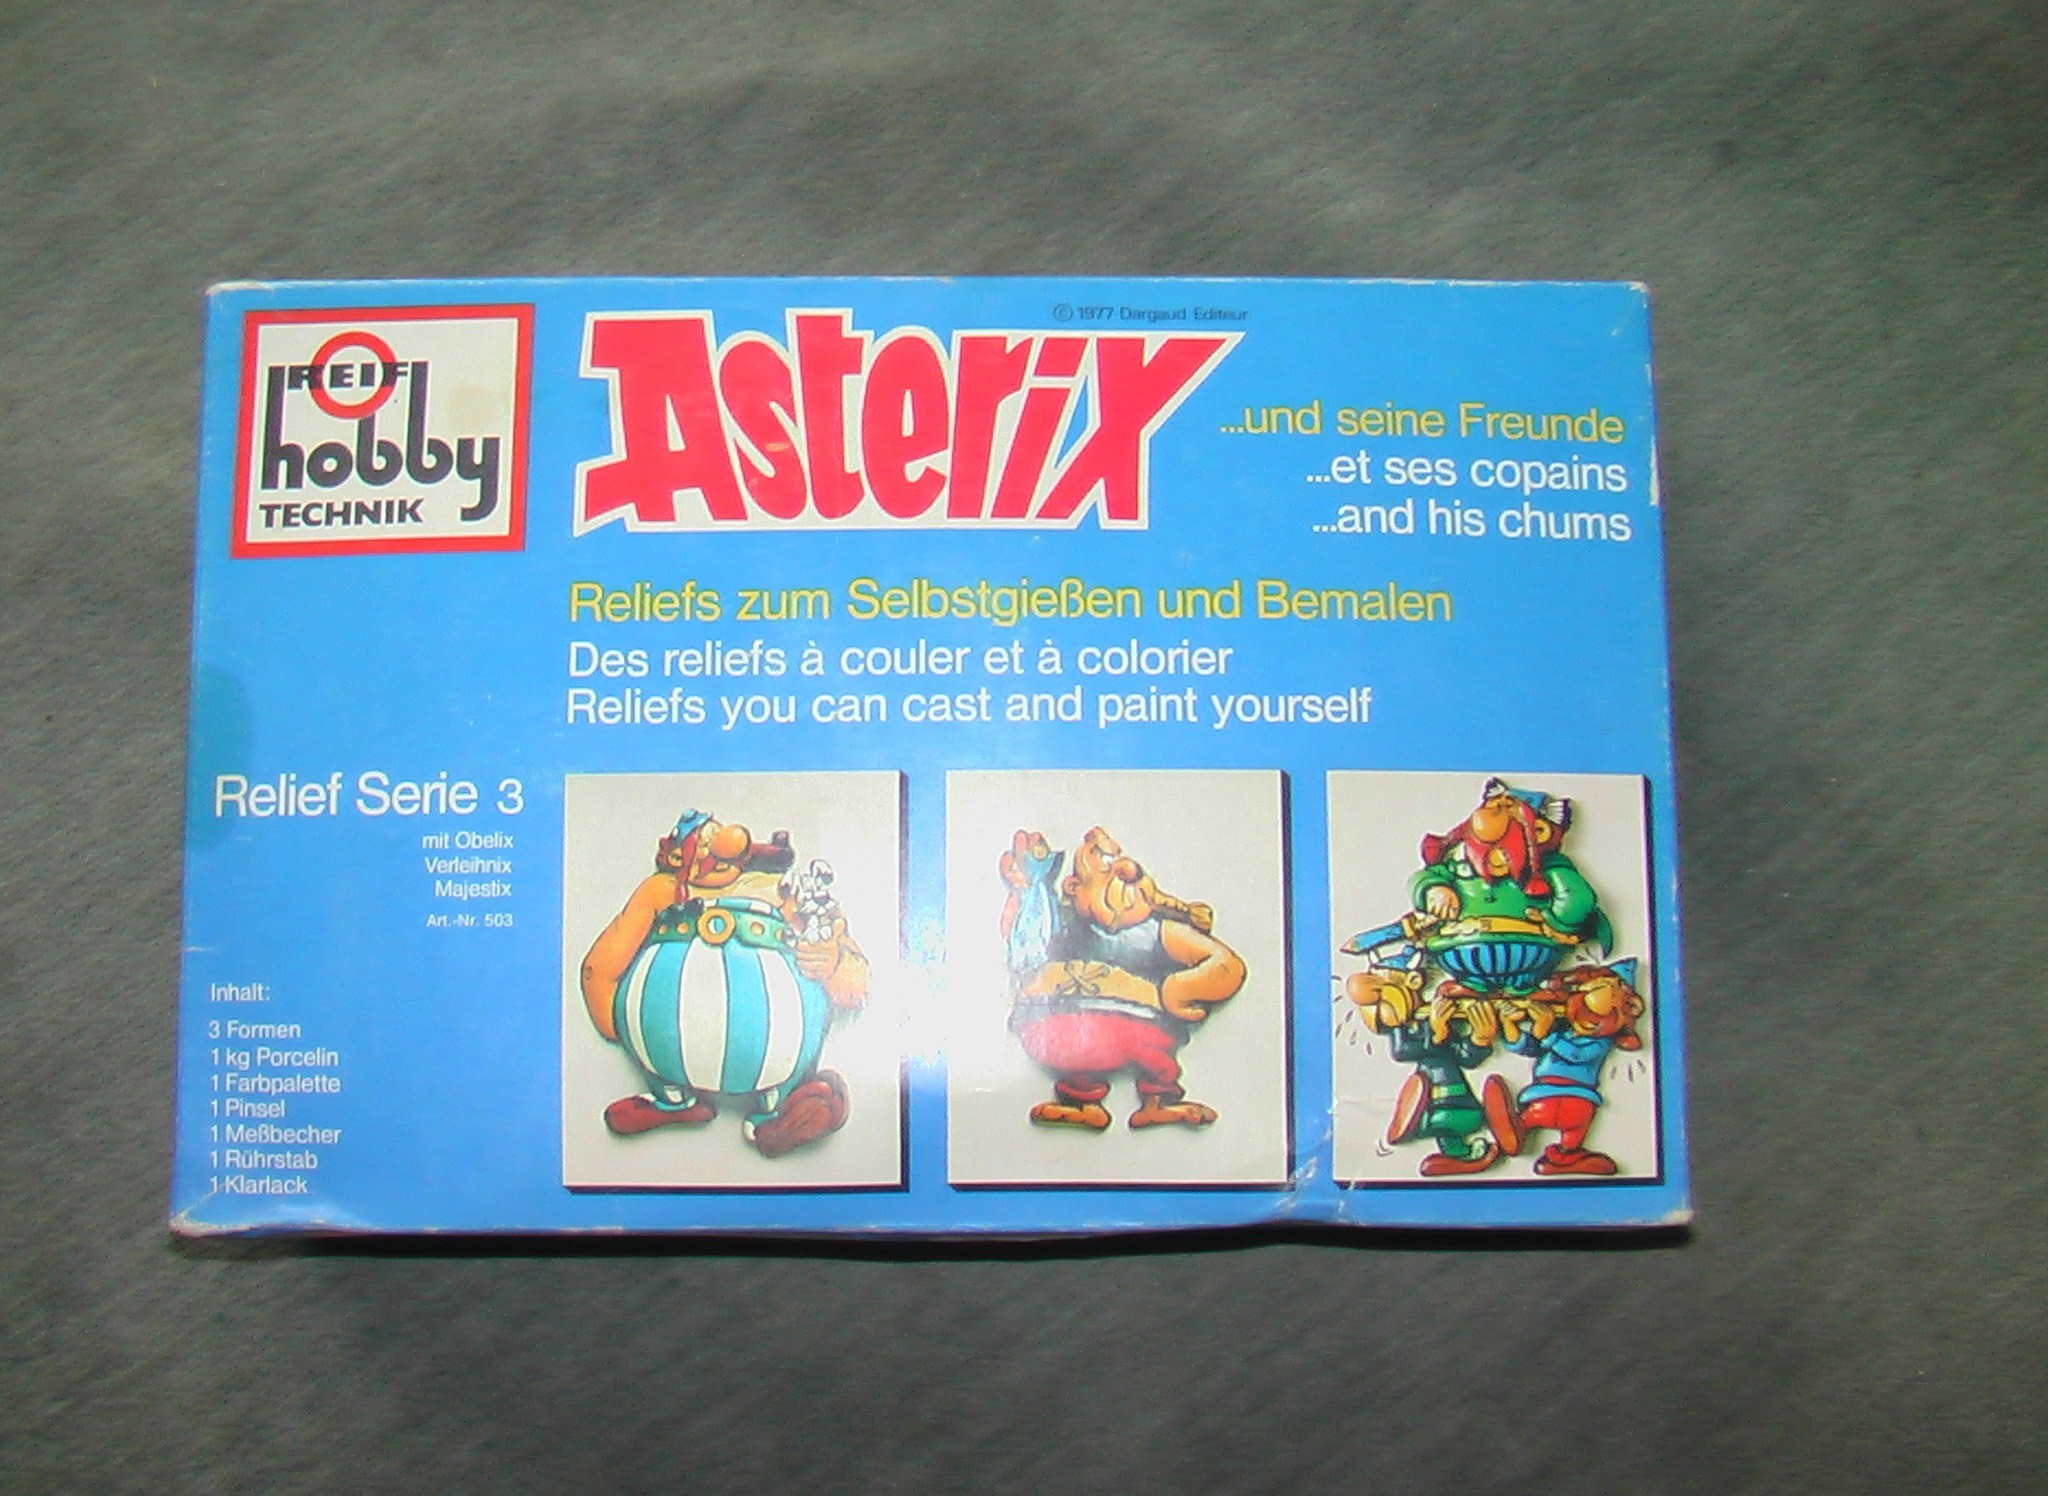 REIF
hobby
TECHNIK
Asterix
© 1977 Dargaud Editeur
...und seine Freunde
...et ses copains
...and his chums
Reliefs zum Selbstgießen und Bemalen
Des reliefs à couler et à colorier
Reliefs you can cast and paint yourself
Relief Serie 3
mit Obelix
Verleihnix
Majestix
Art.-Nr. 503
Inhalt:
3 Formen
1 kg Porcelin
1 Farbpalette
1 Pinsel
1 Meßbecher
1 Rührstab
1 Klarlack